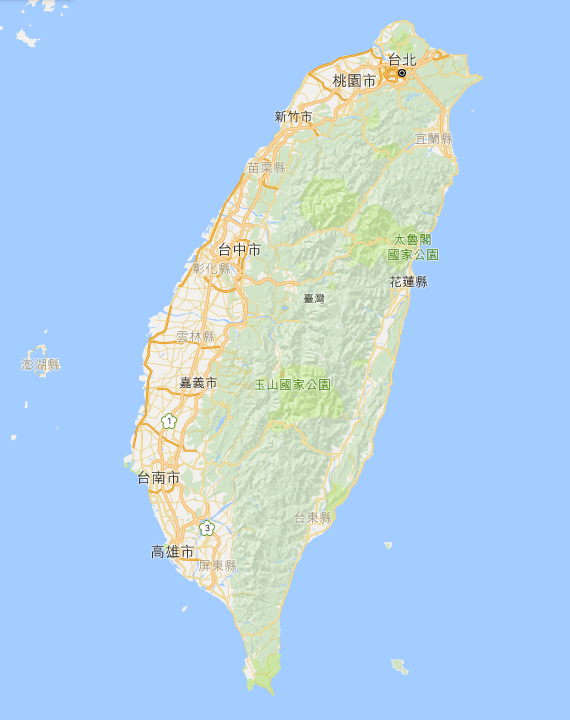 台北
桃園市
新竹市
宜蘭縣
苗栗縣
太魯閣
國家公園
台中市
彰化縣
花蓮縣
臺灣
雲林縣
澎湖縣
嘉義市
玉山國家公園
1
台南市
台東縣
3
高雄市
屏東縣